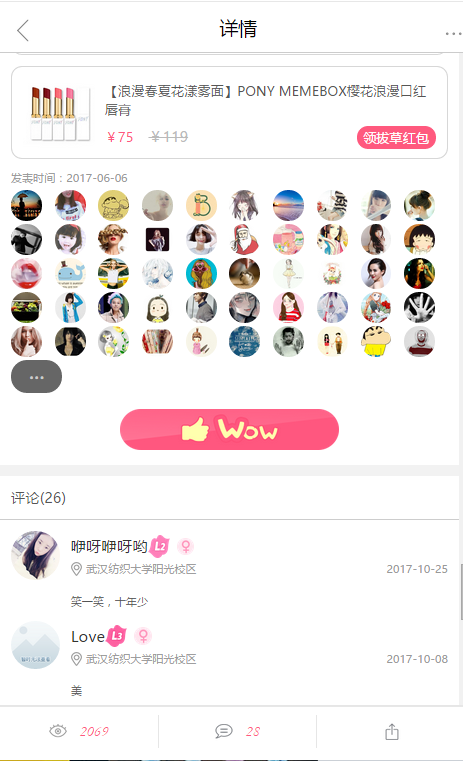 详情
【浪漫春夏花漾雾面】PONY MEMEBOX樱花浪漫口红
唇膏
￥75 ￥119 领拔草红包
发表时间：2017-06-06
Wow
评论(26)
咿呀咿呀哟 L2
武汉纺织大学阳光校区 2017-10-25
笑一笑，十年少
Love L3
武汉纺织大学阳光校区 2017-10-08
美
2069 28